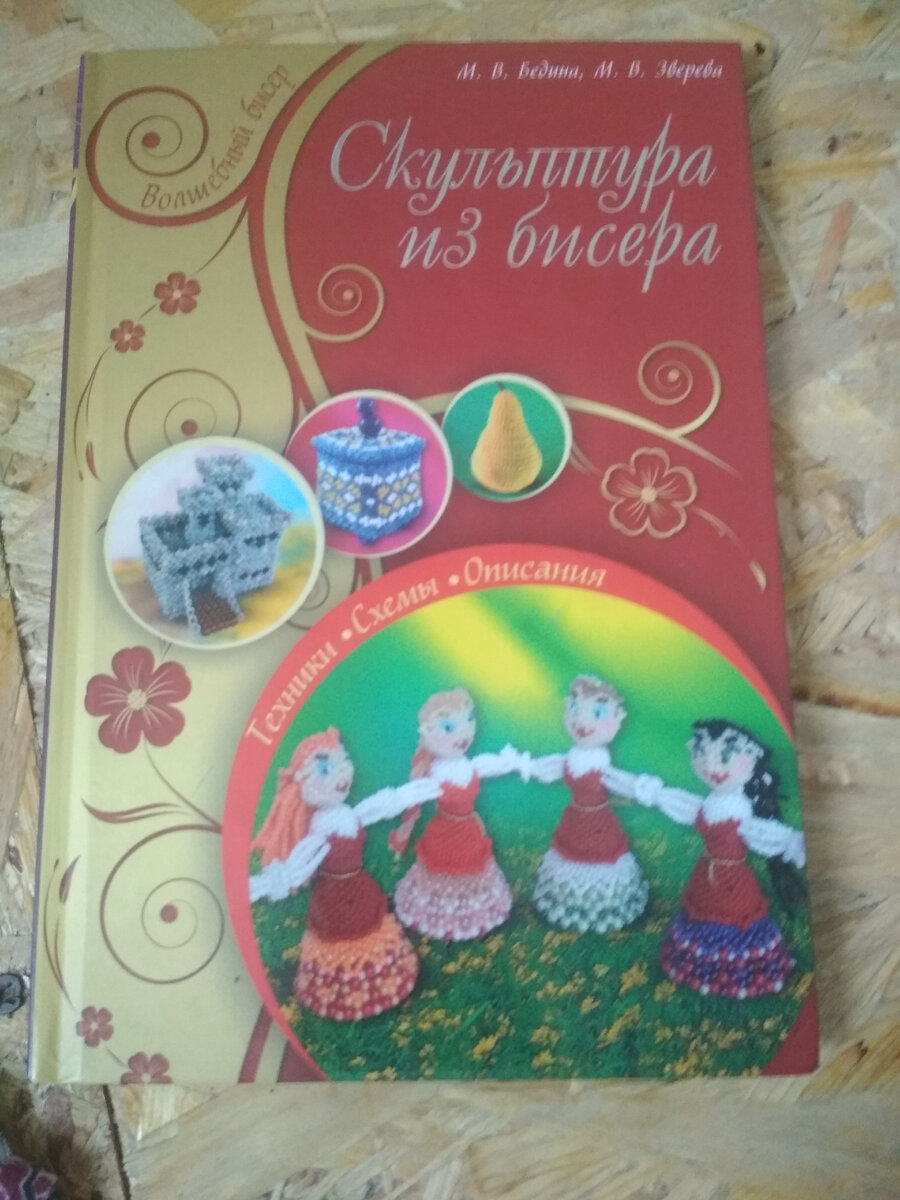 М. В. Бедина, М. В. Зверева
Волшебный бисер
Скульптура
из бисера
Техники • Схемы • Описания